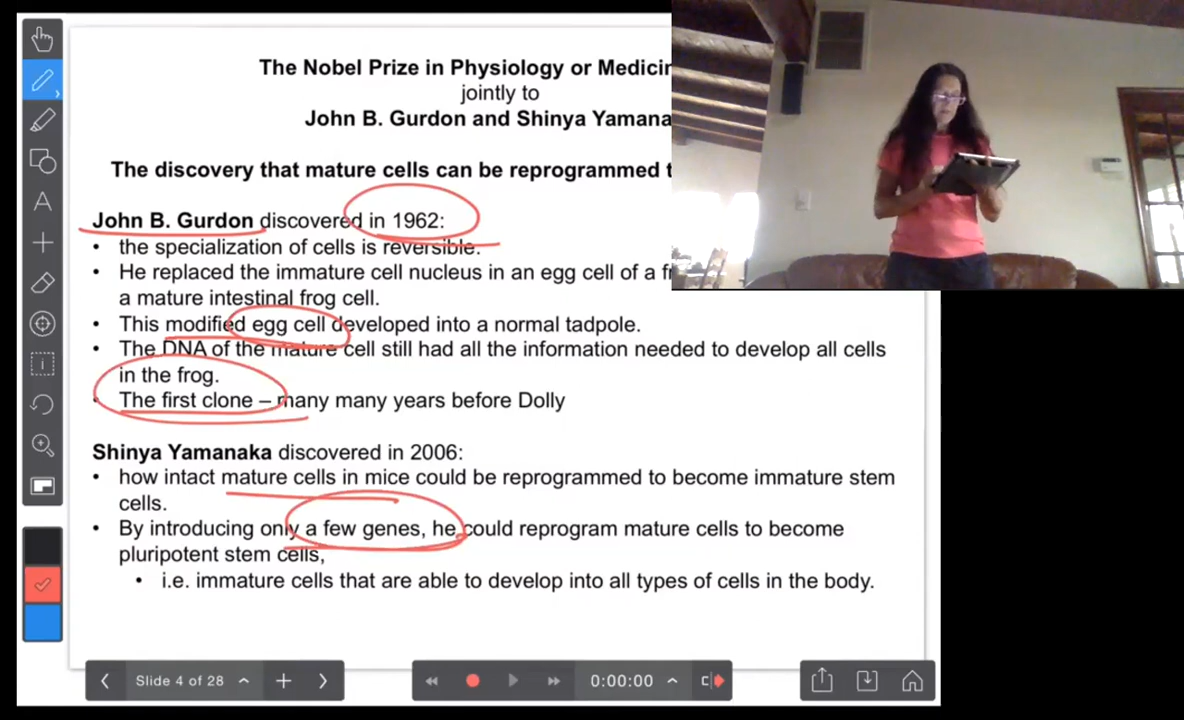 The Nobel Prize in Physiology or Medicin
jointly to
John B. Gurdon and Shinya Yamana
The discovery that mature cells can be reprogrammed t
John B. Gurdon discovered in 1962:
• the specialization of cells is reversible.
• He replaced the immature cell nucleus in an egg cell of a f
a mature intestinal frog cell.
• This modified egg cell developed into a normal tadpole.
• The DNA of the mature cell still had all the information needed to develop all cells
in the frog.
• The first clone – many many years before Dolly
Shinya Yamanaka discovered in 2006:
• how intact mature cells in mice could be reprogrammed to become immature stem
cells.
• By introducing only a few genes, he could reprogram mature cells to become
pluripotent stem cells,
• i.e. immature cells that are able to develop into all types of cells in the body.
Slide 4 of 28
0:00:00